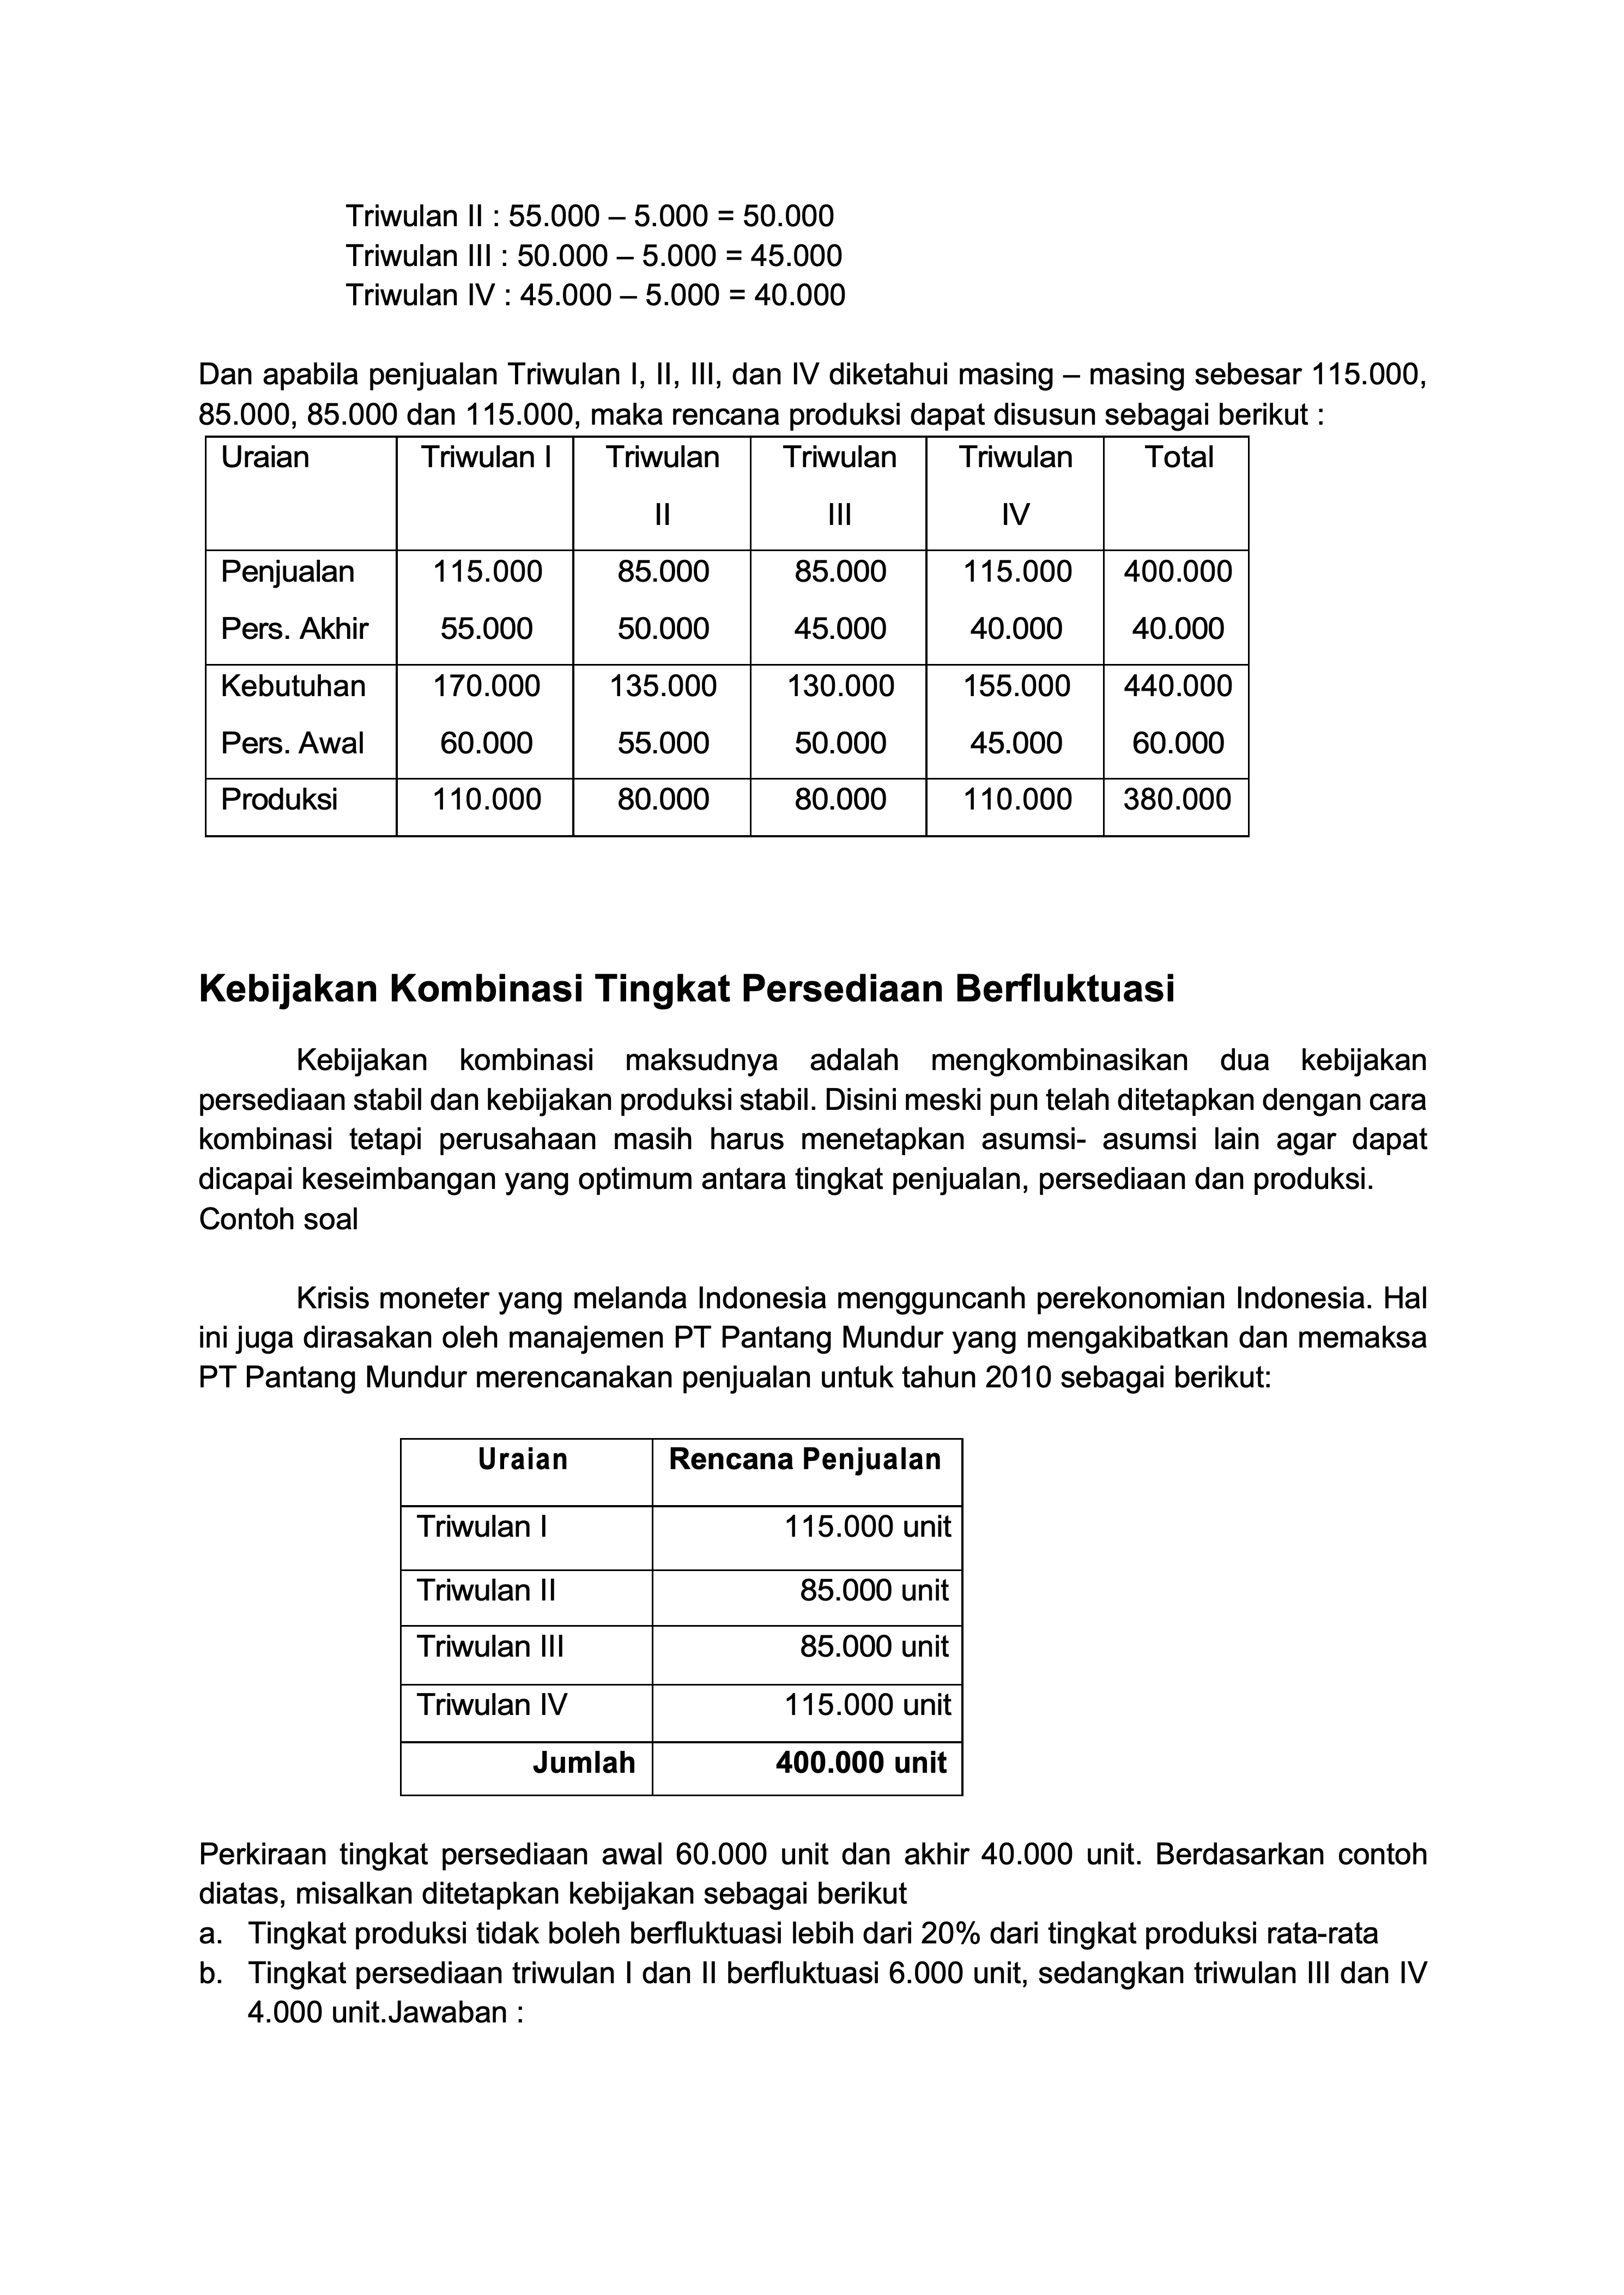 Triwulan II : 55.000 – 5.000 = 50.000
Triwulan III : 50.000 – 5.000 = 45.000
Triwulan IV : 45.000 – 5.000 = 40.000
Dan apabila penjualan Triwulan I, II, III, dan IV diketahui masing – masing sebesar 115.000,
85.000, 85.000 dan 115.000, maka rencana produksi dapat disusun sebagai berikut :
Uraian Triwulan I Triwulan II Triwulan III Triwulan IV Total
Penjualan 115.000 85.000 85.000 115.000 400.000
Pers. Akhir 55.000 50.000 45.000 40.000 40.000
Kebutuhan 170.000 135.000 130.000 155.000 440.000
Pers. Awal 60.000 55.000 50.000 45.000 60.000
Produksi 110.000 80.000 80.000 110.000 380.000
Kebijakan Kombinasi Tingkat Persediaan Berfluktuasi
Kebijakan kombinasi maksudnya adalah mengkombinasikan dua kebijakan
persediaan stabil dan kebijakan produksi stabil. Disini meski pun telah ditetapkan dengan cara
kombinasi tetapi perusahaan masih harus menetapkan asumsi- asumsi lain agar dapat
dicapai keseimbangan yang optimum antara tingkat penjualan, persediaan dan produksi.
Contoh soal
Krisis moneter yang melanda Indonesia mengguncanh perekonomian Indonesia. Hal
ini juga dirasakan oleh manajemen PT Pantang Mundur yang mengakibatkan dan memaksa
PT Pantang Mundur merencanakan penjualan untuk tahun 2010 sebagai berikut:
Uraian Rencana Penjualan
Triwulan I 115.000 unit
Triwulan II 85.000 unit
Triwulan III 85.000 unit
Triwulan IV 115.000 unit
Jumlah 400.000 unit
Perkiraan tingkat persediaan awal 60.000 unit dan akhir 40.000 unit. Berdasarkan contoh
diatas, misalkan ditetapkan kebijakan sebagai berikut
a. Tingkat produksi tidak boleh berfluktuasi lebih dari 20% dari tingkat produksi rata-rata
b. Tingkat persediaan triwulan I dan II berfluktuasi 6.000 unit, sedangkan triwulan III dan IV
4.000 unit.Jawaban :